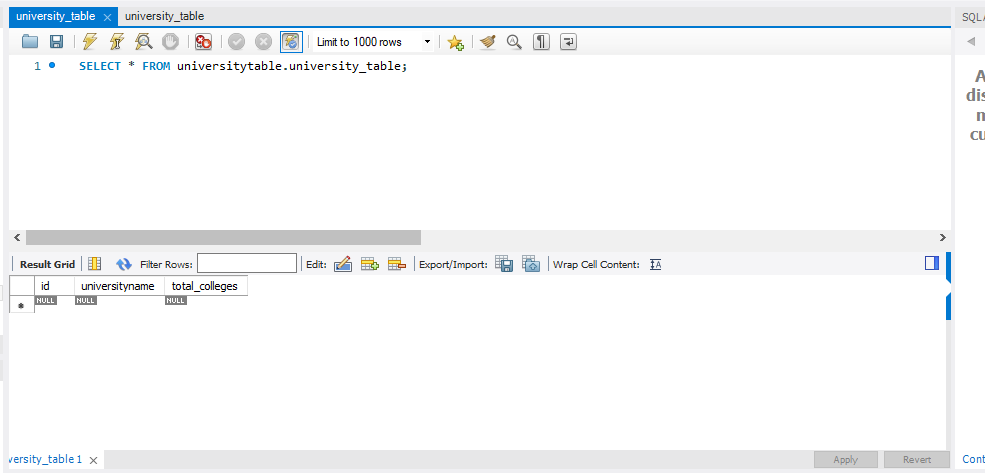 university_table university_table
SQLA
Limit to 1000 rows
1 SELECT * FROM universitytable.university_table;
A
dis
cu
Result Grid Filter Rows: Edit: Export/Import: Wrap Cell Content: IA
id universityname total_colleges
NULL NULL NULL
versity_table 1 Apply Revert Cont